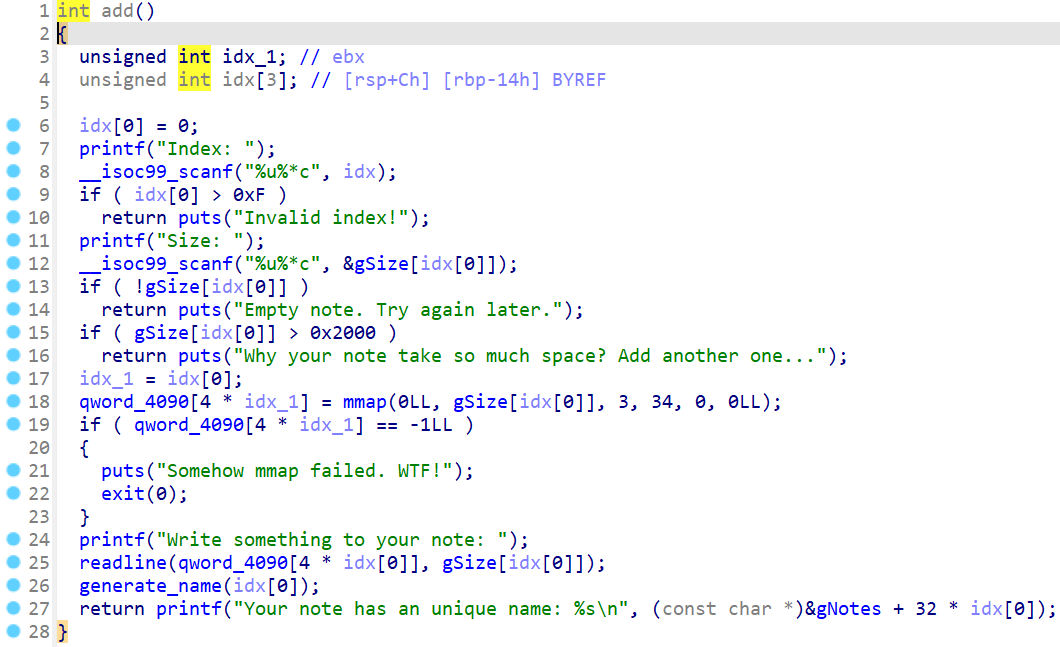 1 int add()
2 {
3   unsigned int idx_1; // ebx
4   unsigned int idx[3]; // [rsp+Ch] [rbp-14h] BYREF
5
6   idx[0] = 0;
7   printf("Index: ");
8   __isoc99_scanf("%u%*c", idx);
9   if ( idx[0] > 0xF )
10     return puts("Invalid index!");
11   printf("Size: ");
12   __isoc99_scanf("%u%*c", &gSize[idx[0]]);
13   if ( !gSize[idx[0]] )
14     return puts("Empty note. Try again later.");
15   if ( gSize[idx[0]] > 0x2000 )
16     return puts("Why your note take so much space? Add another one...");
17   idx_1 = idx[0];
18   qword_4090[4 * idx_1] = mmap(0LL, gSize[idx[0]], 3, 34, 0, 0LL);
19   if ( qword_4090[4 * idx_1] == -1LL )
20   {
21     puts("Somehow mmap failed. WTF!");
22     exit(0);
23   }
24   printf("Write something to your note: ");
25   readline(qword_4090[4 * idx[0]], gSize[idx[0]]);
26   generate_name(idx[0]);
27   return printf("Your note has an unique name: %s\n", (const char *)&gNotes + 32 * idx[0]);
28 }